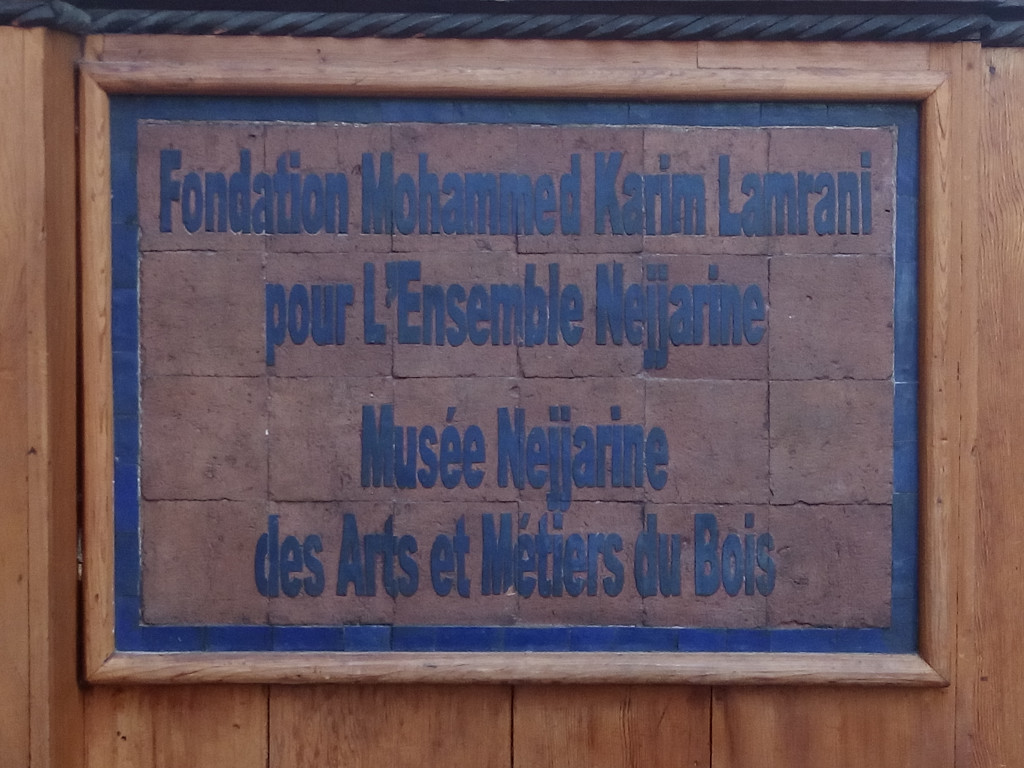 Fondation Mohammed Karim Lamrani
pour L'Ensemble Nejjarine
Musée Nejjarine
des Arts et Métiers du Bois